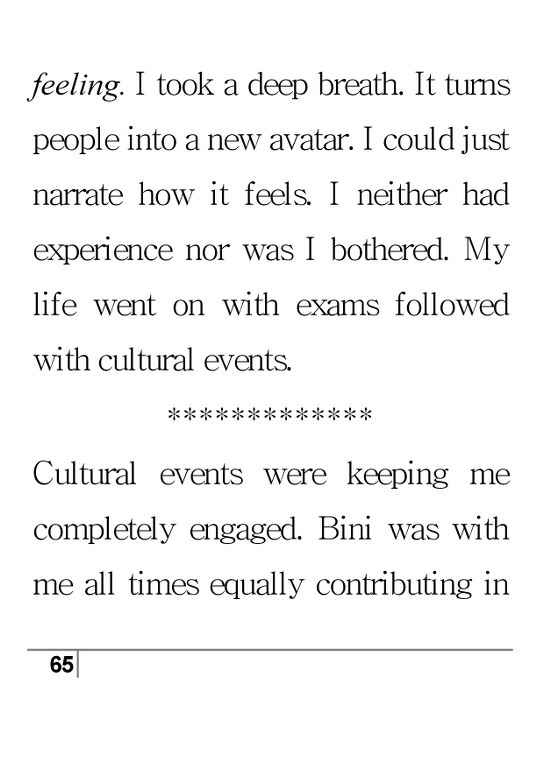 feeling. I took a deep breath. It turns
people into a new avatar. I could just
narrate how it feels. I neither had
experience nor was I bothered. My
life went on with exams followed
with cultural events.
*************
Cultural events were keeping me
completely engaged. Bini was with
me all times equally contributing in
65